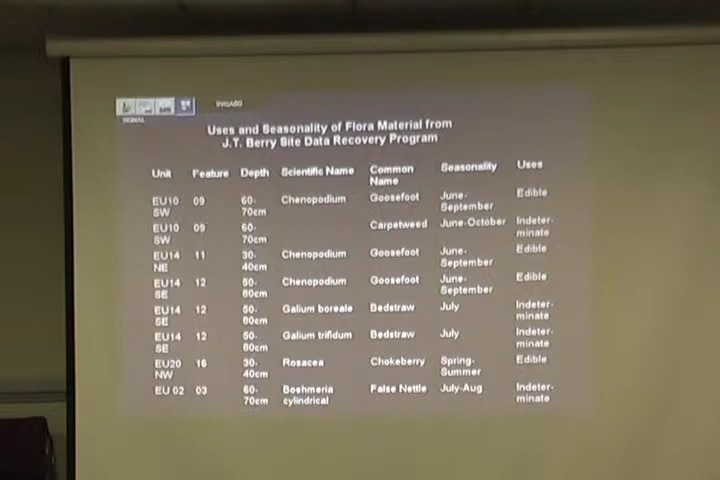 SVGA60
SIGNAL
Uses and Seasonality of Flora Material from
J.T. Berry Site Data Recovery Program
Unit Feature Depth Scientific Name Common Name Seasonality Uses
EU10 SW 09 60-70cm Chenopodium Goosefoot June-September Edible
EU10 SW 09 60-70cm Carpetweed June-October Indeter-minate
EU14 NE 11 30-40cm Chenopodium Goosefoot June-September Edible
EU14 SE 12 50-60cm Chenopodium Goosefoot June-September Edible
EU14 SE 12 50-60cm Galium boreale Bedstraw July Indeter-minate
EU14 SE 12 50-60cm Galium trifidum Bedstraw July Indeter-minate
EU20 NW 16 30-40cm Rosacea Chokeberry Spring-Summer Edible
EU 02 03 60-70cm Boehmeria cylindrical False Nettle July-Aug Indeter-minate